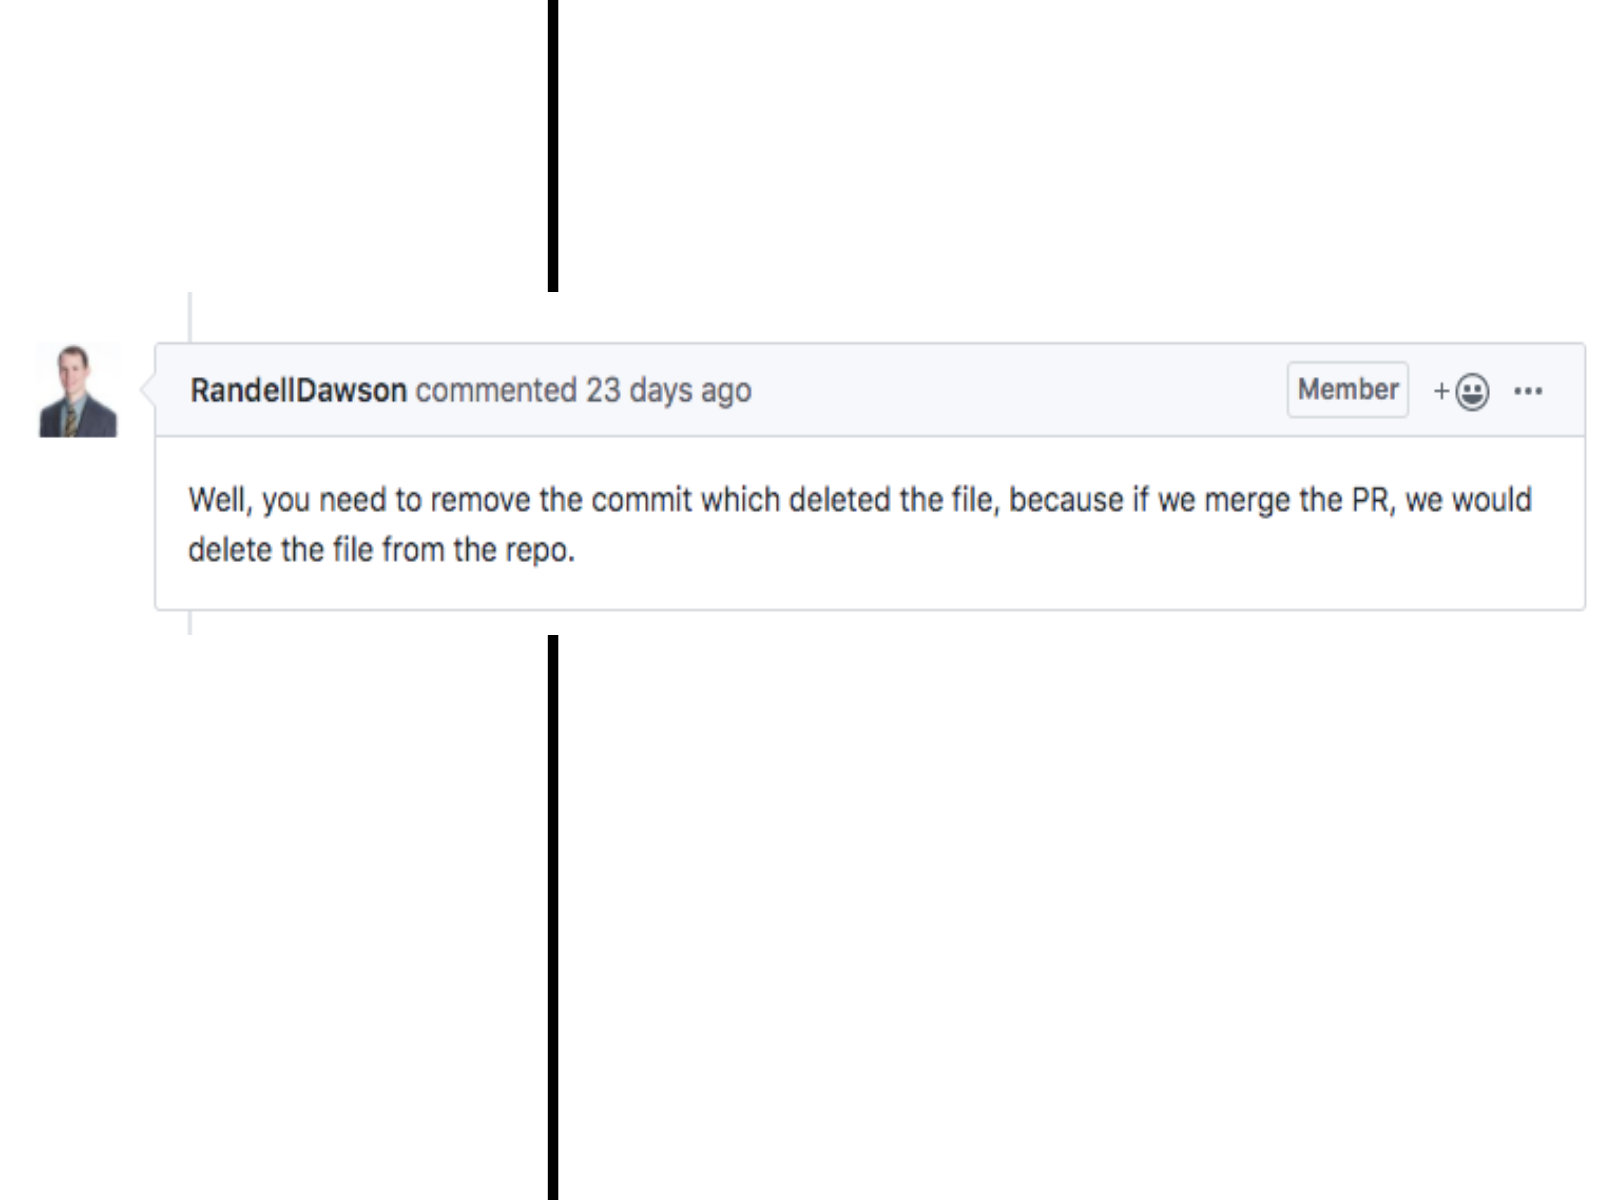 RandellDawson commented 23 days ago Member
Well, you need to remove the commit which deleted the file, because if we merge the PR, we would
delete the file from the repo.